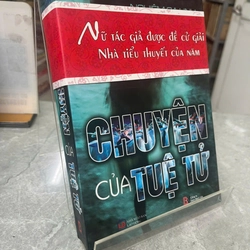 NỮ TÁC GIẢ ĐƯỢC ĐỀ CỬ GIẢI
NHÀ TIỂU THUYẾT CỦA NĂM
CHUYỆN
CỦA TUỆ TỬ